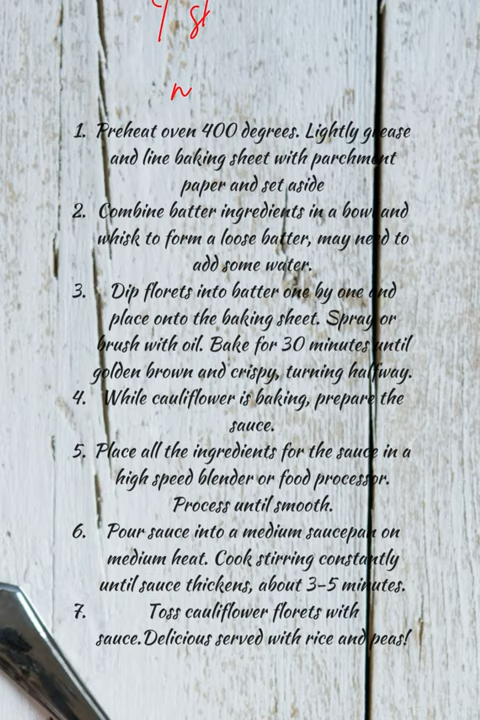 1. Preheat oven 400 degrees. Lightly grease
and line baking sheet with parchment
paper and set aside
2. Combine batter ingredients in a bowl and
whisk to form a loose batter, may need to
add some water.
3. Dip florets into batter one by one and
place onto the baking sheet. Spray or
brush with oil. Bake for 30 minutes until
golden brown and crispy, turning halfway.
4. While cauliflower is baking, prepare the
sauce.
5. Place all the ingredients for the sauce in a
high speed blender or food processor.
Process until smooth.
6. Pour sauce into a medium saucepan on
medium heat. Cook stirring constantly
until sauce thickens, about 3-5 minutes.
7. Toss cauliflower florets with
sauce.Delicious served with rice and peas!